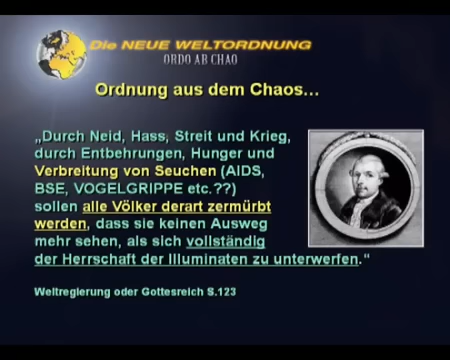 Die NEUE WELTORDNUNG
ORDO AB CHAO
Ordnung aus dem Chaos...
„Durch Neid, Hass, Streit und Krieg,
durch Entbehrungen, Hunger und
Verbreitung von Seuchen (AIDS,
BSE, VOGELGRIPPE etc.??)
sollen alle Völker derart zermürbt
werden, dass sie keinen Ausweg
mehr sehen, als sich vollständig
der Herrschaft der Illuminaten zu unterwerfen.“
Weltregierung oder Gottesreich S.123